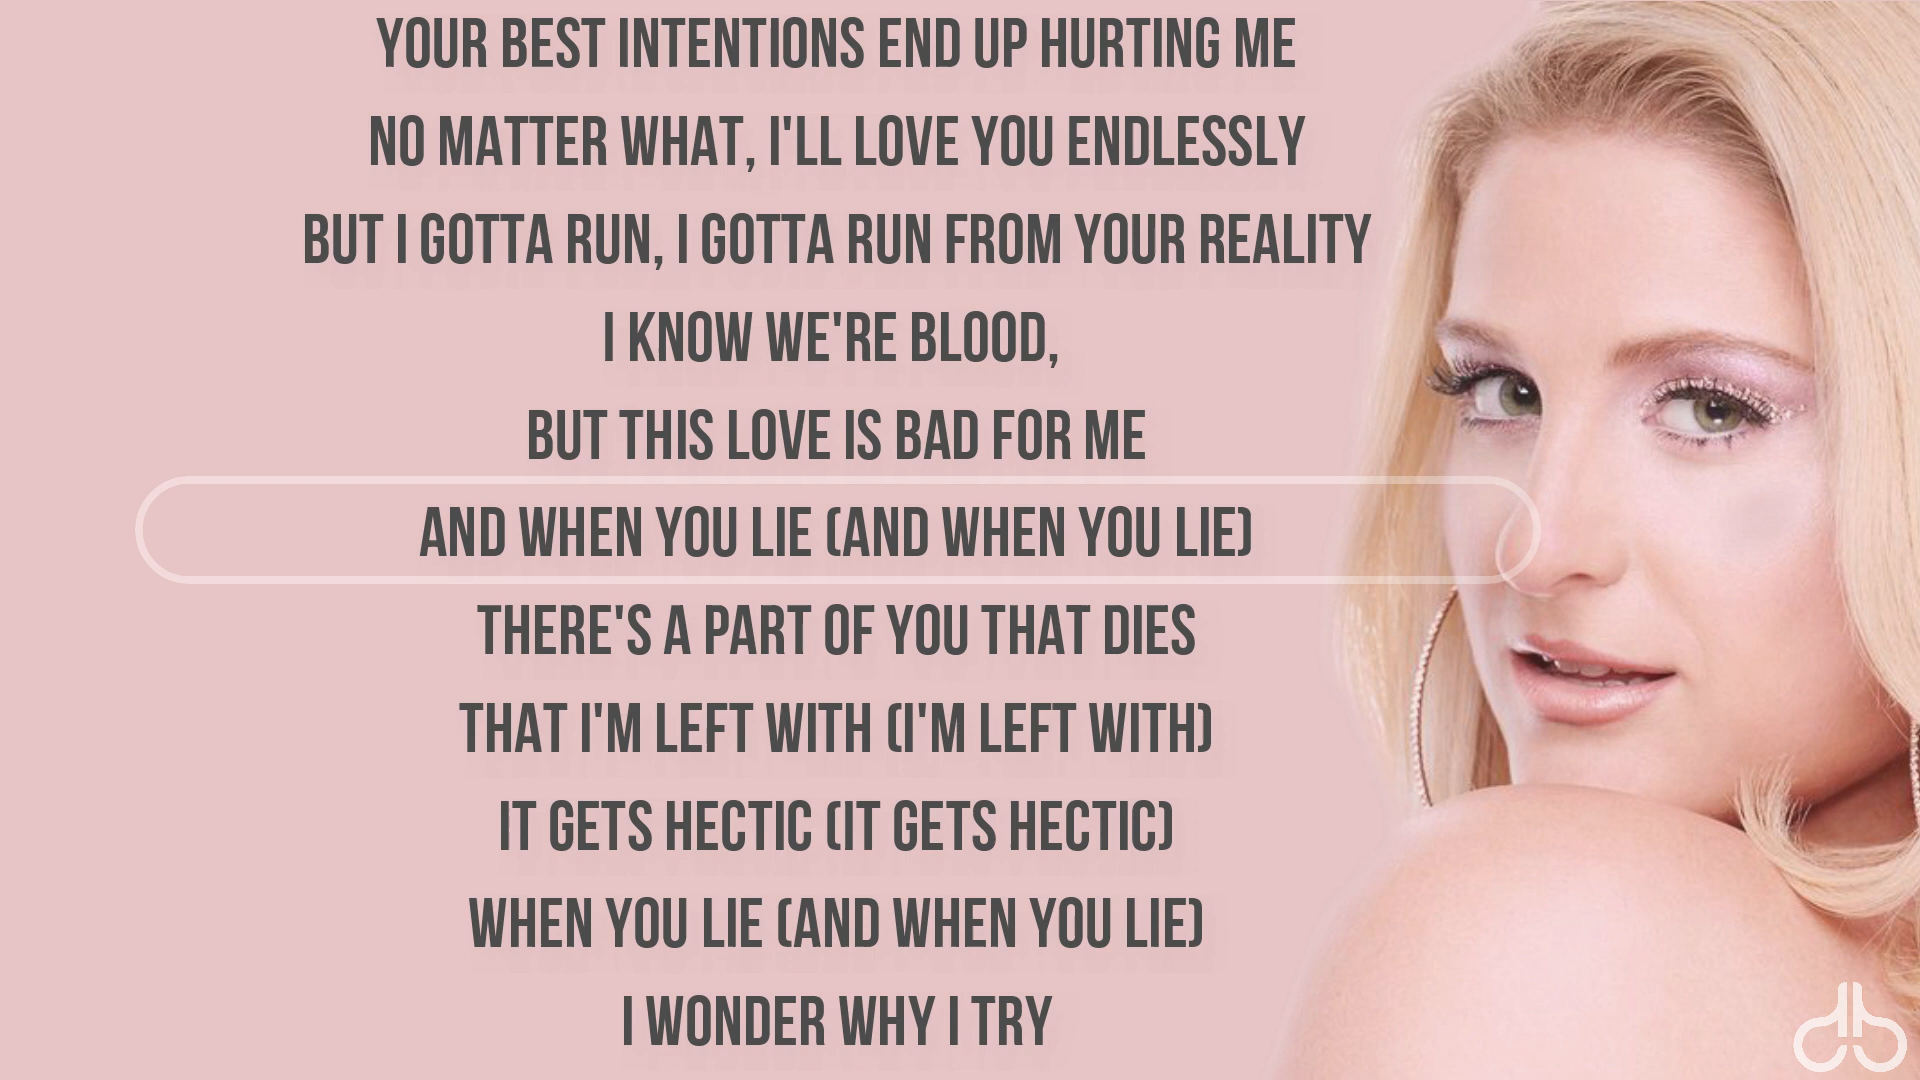 YOUR BEST INTENTIONS END UP HURTING ME
NO MATTER WHAT, I'LL LOVE YOU ENDLESSLY
BUT I GOTTA RUN, I GOTTA RUN FROM YOUR REALITY
I KNOW WE'RE BLOOD,
BUT THIS LOVE IS BAD FOR ME
AND WHEN YOU LIE (AND WHEN YOU LIE)
THERE'S A PART OF YOU THAT DIES
THAT I'M LEFT WITH (I'M LEFT WITH)
IT GETS HECTIC (IT GETS HECTIC)
WHEN YOU LIE (AND WHEN YOU LIE)
I WONDER WHY I TRY